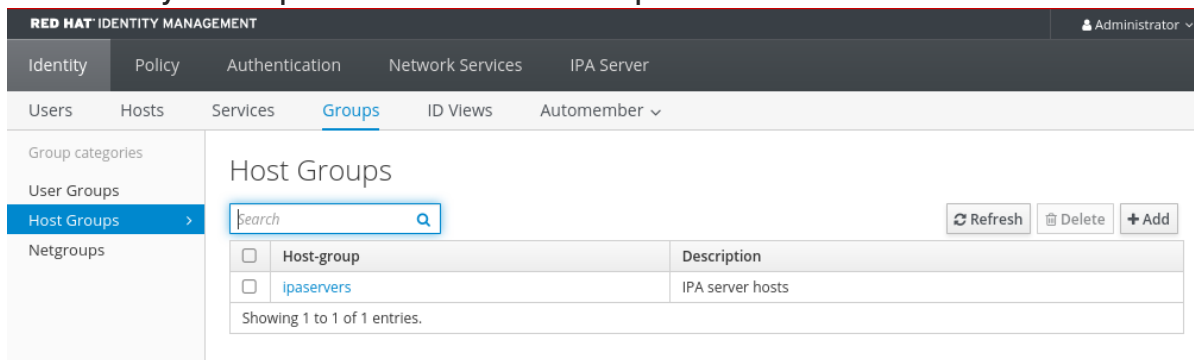 RED HAT® IDENTITY MANAGEMENT Administrator
Identity Policy Authentication Network Services IPA Server
Users Hosts Services Groups ID Views Automember
Group categories
User Groups
Host Groups
Netgroups
Host Groups
Search
Refresh Delete + Add
Host-group Description
ipaservers IPA server hosts
Showing 1 to 1 of 1 entries.